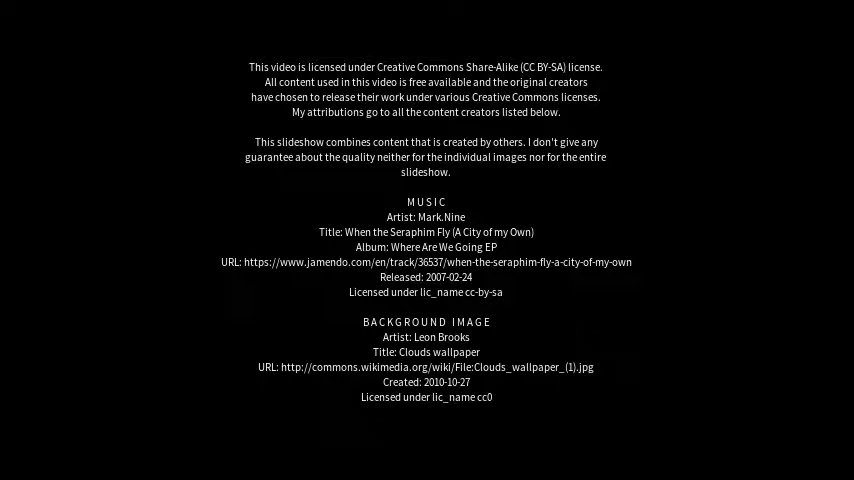 This video is licensed under Creative Commons Share-Alike (CC BY-SA) license.
All content used in this video is free available and the original creators
have chosen to release their work under various Creative Commons licenses.
My attributions go to all the content creators listed below.
This slideshow combines content that is created by others. I don't give any
guarantee about the quality neither for the individual images nor for the entire
slideshow.
M U S I C
Artist: Mark.Nine
Title: When the Seraphim Fly (A City of my Own)
Album: Where Are We Going EP
URL: https://www.jamendo.com/en/track/36537/when-the-seraphim-fly-a-city-of-my-own
Released: 2007-02-24
Licensed under lic_name cc-by-sa
B A C K G R O U N D   I M A G E
Artist: Leon Brooks
Title: Clouds wallpaper
URL: http://commons.wikimedia.org/wiki/File:Clouds_wallpaper_(1).jpg
Created: 2010-10-27
Licensed under lic_name cc0